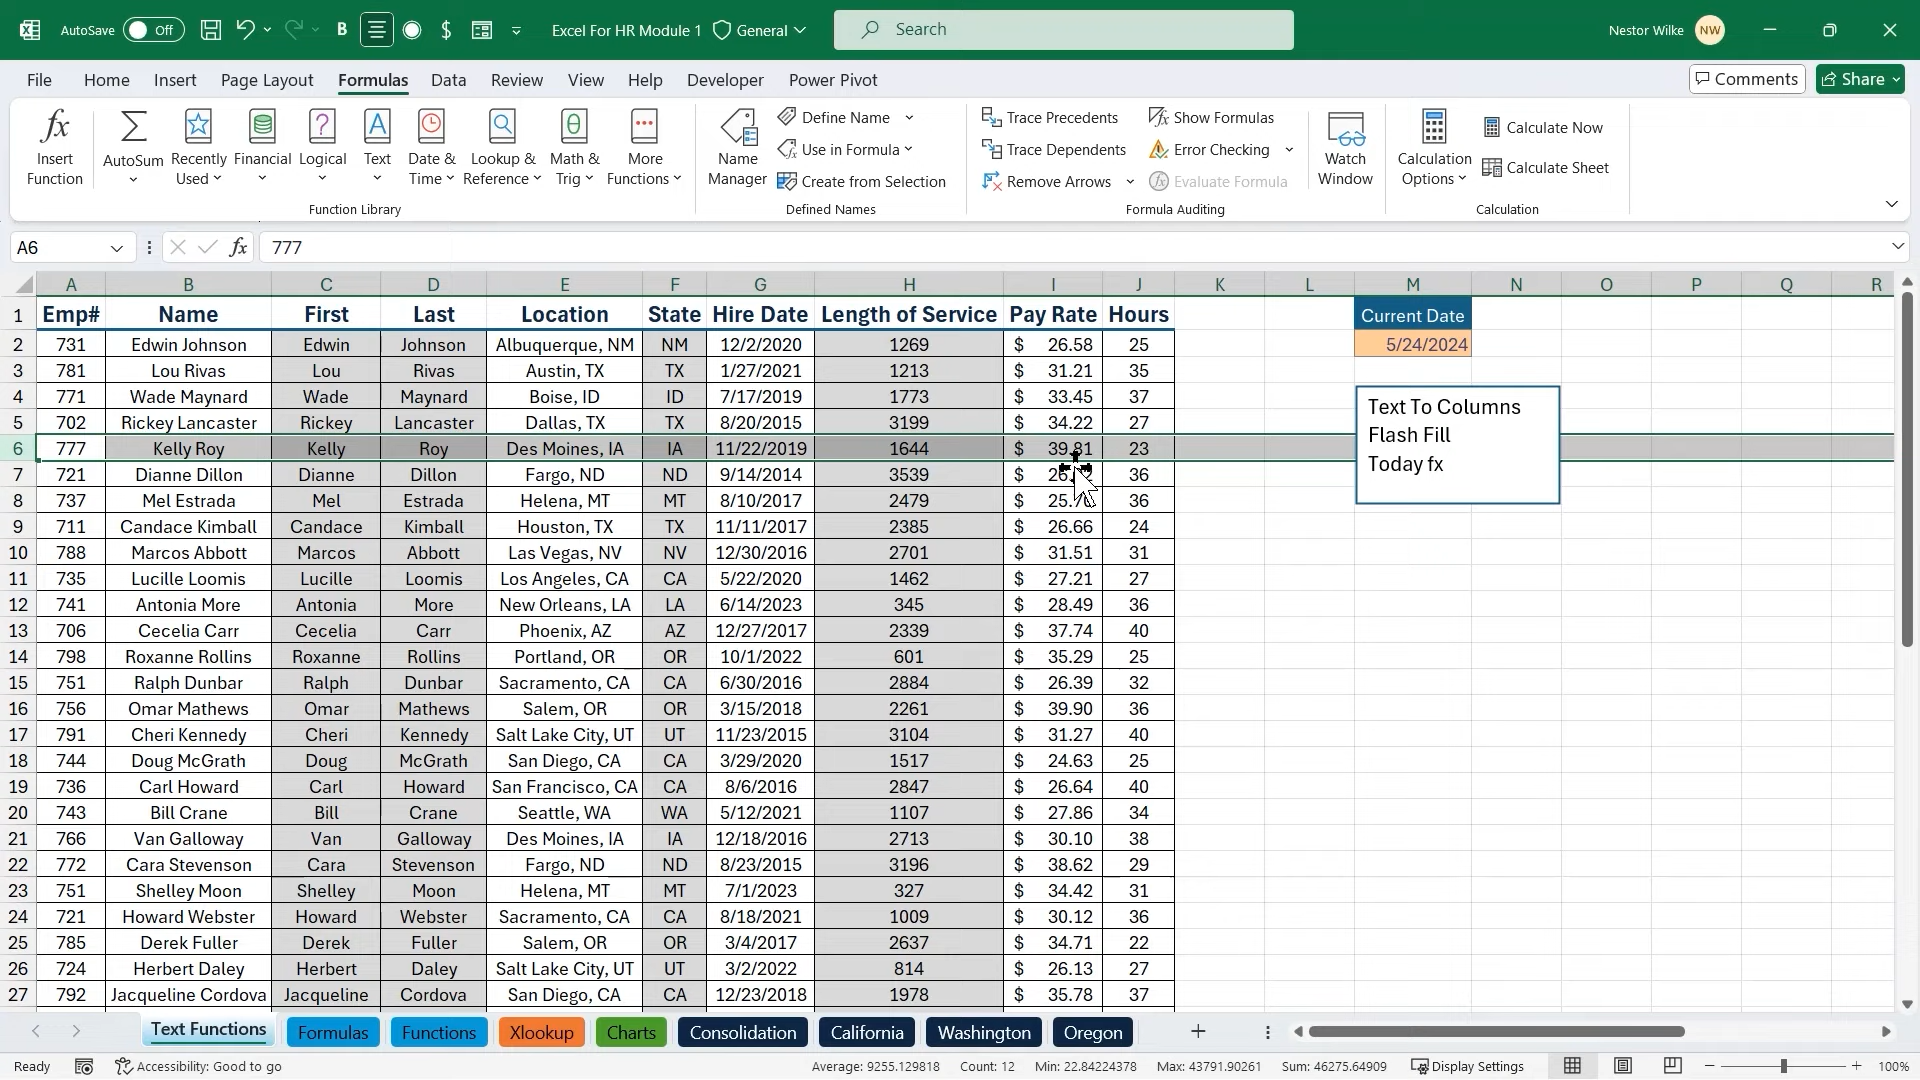 AutoSave Off B $ Excel For HR Module 1 General Search Nestor Wilke NW
File Home Insert Page Layout Formulas Data Review View Help Developer Power Pivot Comments Share
Insert Function AutoSum Recently Used Financial Logical Text Date & Time Lookup & Reference Math & Trig More Functions
Function Library
Name Manager Define Name Use in Formula Create from Selection
Defined Names
Trace Precedents Trace Dependents Remove Arrows Show Formulas Error Checking Evaluate Formula
Formula Auditing
Watch Window
Calculation Options Calculate Now Calculate Sheet
Calculation
A6 fx 777
A B C D E F G H I J K L M N O P Q R
1 Emp# Name First Last Location State Hire Date Length of Service Pay Rate Hours Current Date
2 731 Edwin Johnson Edwin Johnson Albuquerque, NM NM 12/2/2020 1269 $ 26.58 25 5/24/2024
3 781 Lou Rivas Lou Rivas Austin, TX TX 1/27/2021 1213 $ 31.21 35
4 771 Wade Maynard Wade Maynard Boise, ID ID 7/17/2019 1773 $ 33.45 37
5 702 Rickey Lancaster Rickey Lancaster Dallas, TX TX 8/20/2015 3199 $ 34.22 27
6 777 Kelly Roy Kelly Roy Des Moines, IA IA 11/22/2019 1644 $ 39.81 23
7 721 Dianne Dillon Dianne Dillon Fargo, ND ND 9/14/2014 3539 $ 36
8 737 Mel Estrada Mel Estrada Helena, MT MT 8/10/2017 2479 $ 36
9 711 Candace Kimball Candace Kimball Houston, TX TX 11/11/2017 2385 $ 26.66 24
10 788 Marcos Abbott Marcos Abbott Las Vegas, NV NV 12/30/2016 2701 $ 31.51 31
11 735 Lucille Loomis Lucille Loomis Los Angeles, CA CA 5/22/2020 1462 $ 27.21 27
12 741 Antonia More Antonia More New Orleans, LA LA 6/14/2023 345 $ 28.49 36
13 706 Cecelia Carr Cecelia Carr Phoenix, AZ AZ 12/27/2017 2339 $ 37.74 40
14 798 Roxanne Rollins Roxanne Rollins Portland, OR OR 10/1/2022 601 $ 35.29 25
15 751 Ralph Dunbar Ralph Dunbar Sacramento, CA CA 6/30/2016 2884 $ 26.39 32
16 756 Omar Mathews Omar Mathews Salem, OR OR 3/15/2018 2261 $ 39.90 36
17 791 Cheri Kennedy Cheri Kennedy Salt Lake City, UT UT 11/23/2015 3104 $ 31.27 40
18 744 Doug McGrath Doug McGrath San Diego, CA CA 3/29/2020 1517 $ 24.63 25
19 736 Carl Howard Carl Howard San Francisco, CA CA 8/6/2016 2847 $ 26.64 40
20 743 Bill Crane Bill Crane Seattle, WA WA 5/12/2021 1107 $ 27.86 34
21 766 Van Galloway Van Galloway Des Moines, IA IA 12/18/2016 2713 $ 30.10 38
22 772 Cara Stevenson Cara Stevenson Fargo, ND ND 8/23/2015 3196 $ 38.62 29
23 751 Shelley Moon Shelley Moon Helena, MT MT 7/1/2023 327 $ 34.42 31
24 721 Howard Webster Howard Webster Sacramento, CA CA 8/18/2021 1009 $ 30.12 36
25 785 Derek Fuller Derek Fuller Salem, OR OR 3/4/2017 2637 $ 34.71 22
26 724 Herbert Daley Herbert Daley Salt Lake City, UT UT 3/2/2022 814 $ 26.13 27
27 792 Jacqueline Cordova Jacqueline Cordova San Diego, CA CA 12/23/2018 1978 $ 35.78 37
Text To Columns
Flash Fill
Today fx
Text Functions Formulas Functions Xlookup Charts Consolidation California Washington Oregon
Ready Accessibility: Good to go Average: 9255.129818 Count: 12 Min: 22.84224378 Max: 43791.90261 Sum: 46275.64909 Display Settings 100%